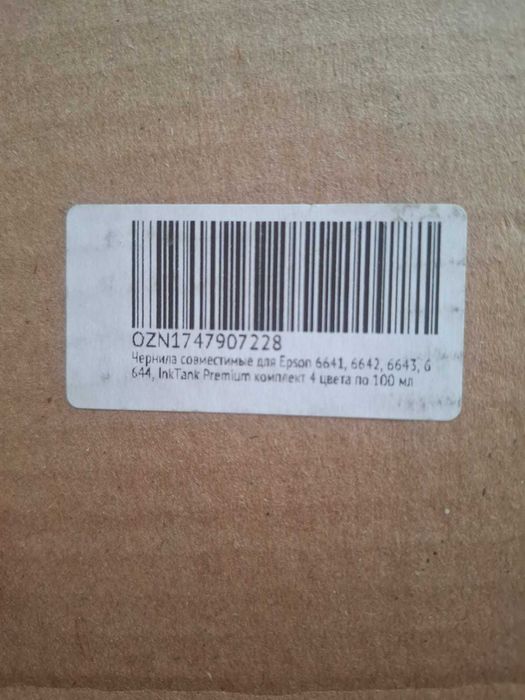 OZN1747907228
Чернила совместимые для Epson 6641, 6642, 6643, 6
644, InkTank Premium комплект 4 цвета по 100 мл